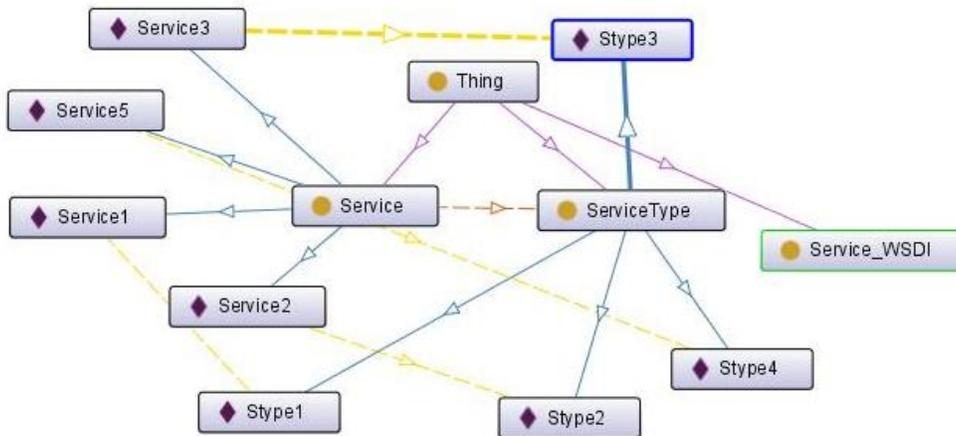 Service3
Stype3
Thing
Service5
Service1
Service
ServiceType
Service_WSDI
Service2
Stype4
Stype1
Stype2